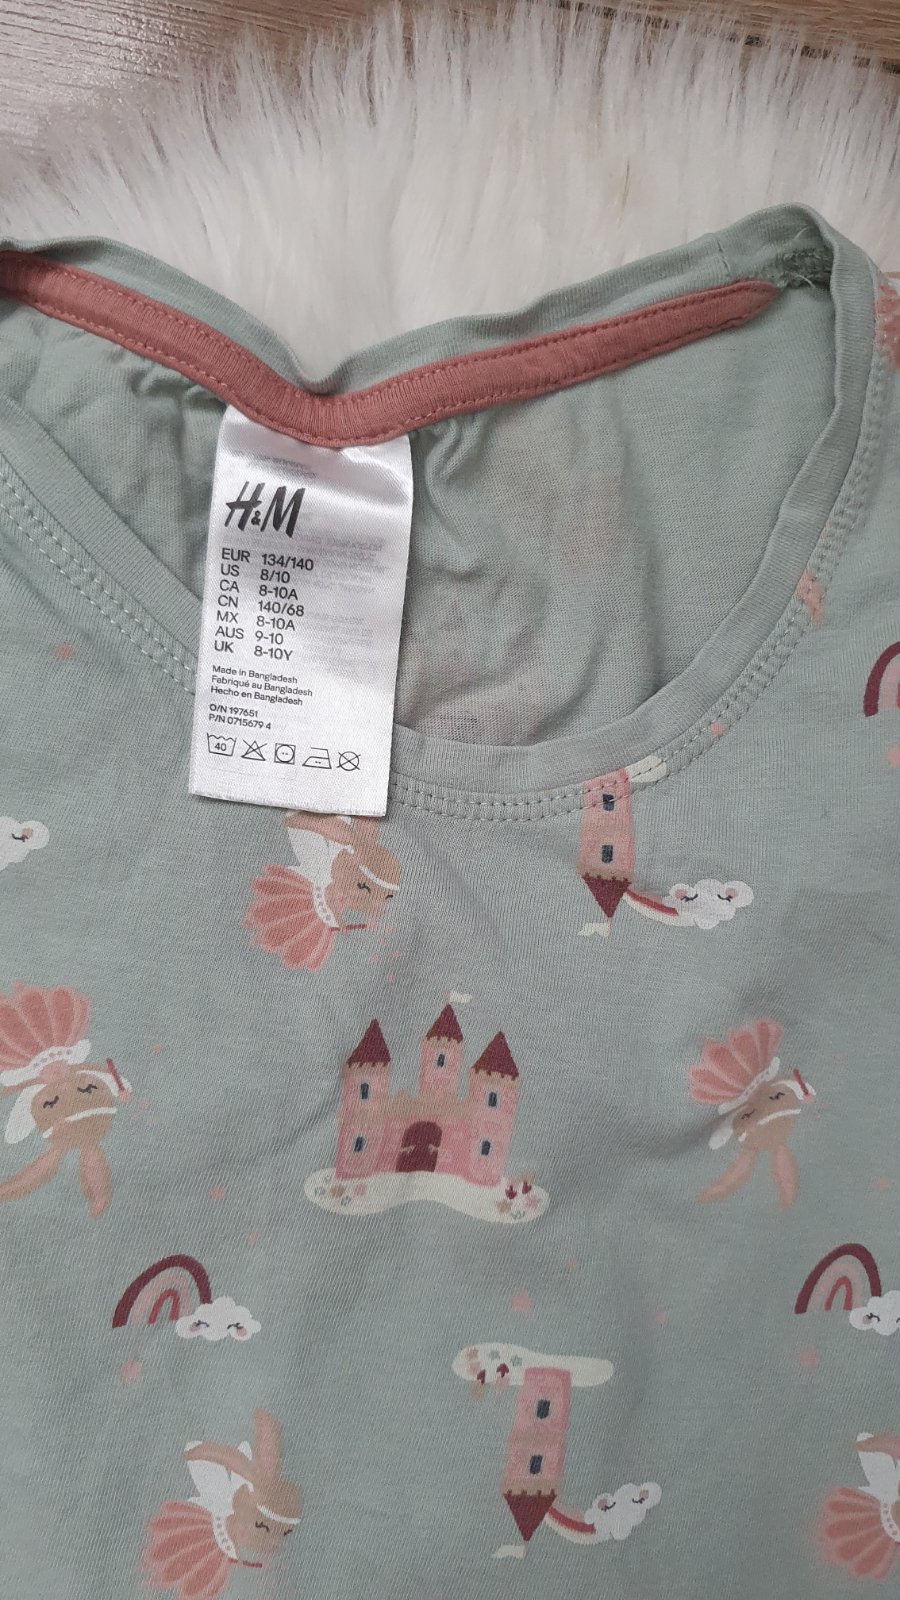 H&M
EUR 134/140
US 8/10
CA 8-10A
CN 140/68
MX 8-10A
AUS 9-10
UK 8-10Y
Made in Bangladesh
Fabriqué au Bangladesh
Hecho en Bangladesh
O/N 197651
P/N 0715679 4
40